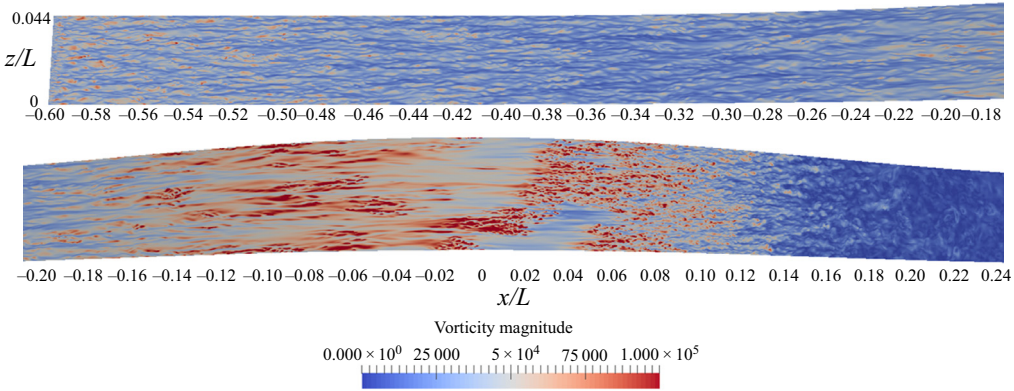 0.044
z/L
0
−0.60 −0.58 −0.56 −0.54 −0.52 −0.50 −0.48 −0.46 −0.44 −0.42 −0.40 −0.38 −0.36 −0.34 −0.32 −0.30 −0.28 −0.26 −0.24 −0.22 −0.20 −0.18
−0.20 −0.18 −0.16 −0.14 −0.12 −0.10 −0.08 −0.06 −0.04 −0.02 0 0.02 0.04 0.06 0.08 0.10 0.12 0.14 0.16 0.18 0.20 0.22 0.24
x/L
Vorticity magnitude
0.000 × 10⁰ 25 000 5 × 10⁴ 75 000 1.000 × 10⁵